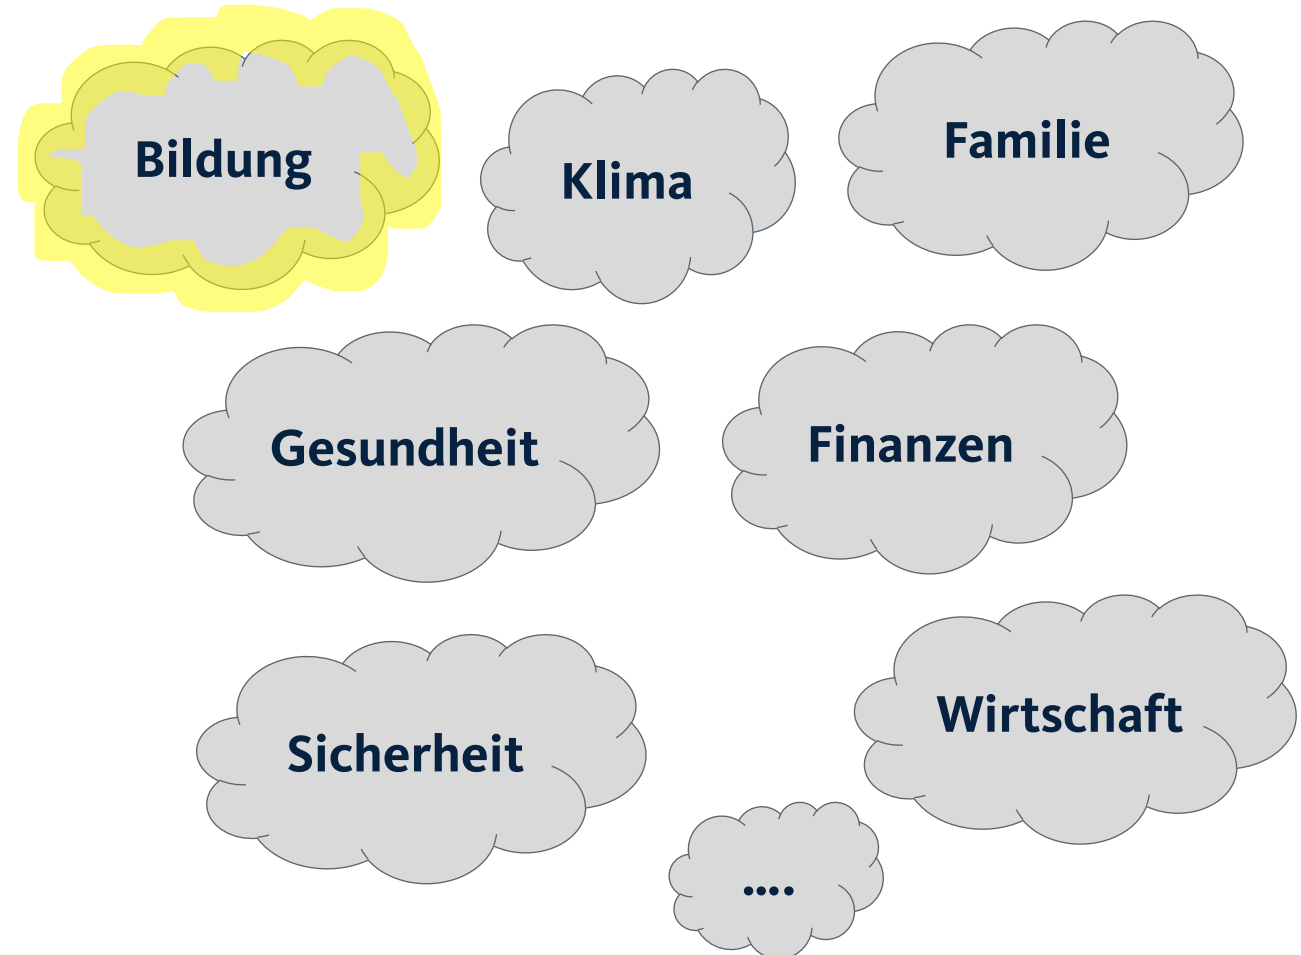 Bildung
Klima
Familie
Gesundheit
Finanzen
Sicherheit
Wirtschaft
....